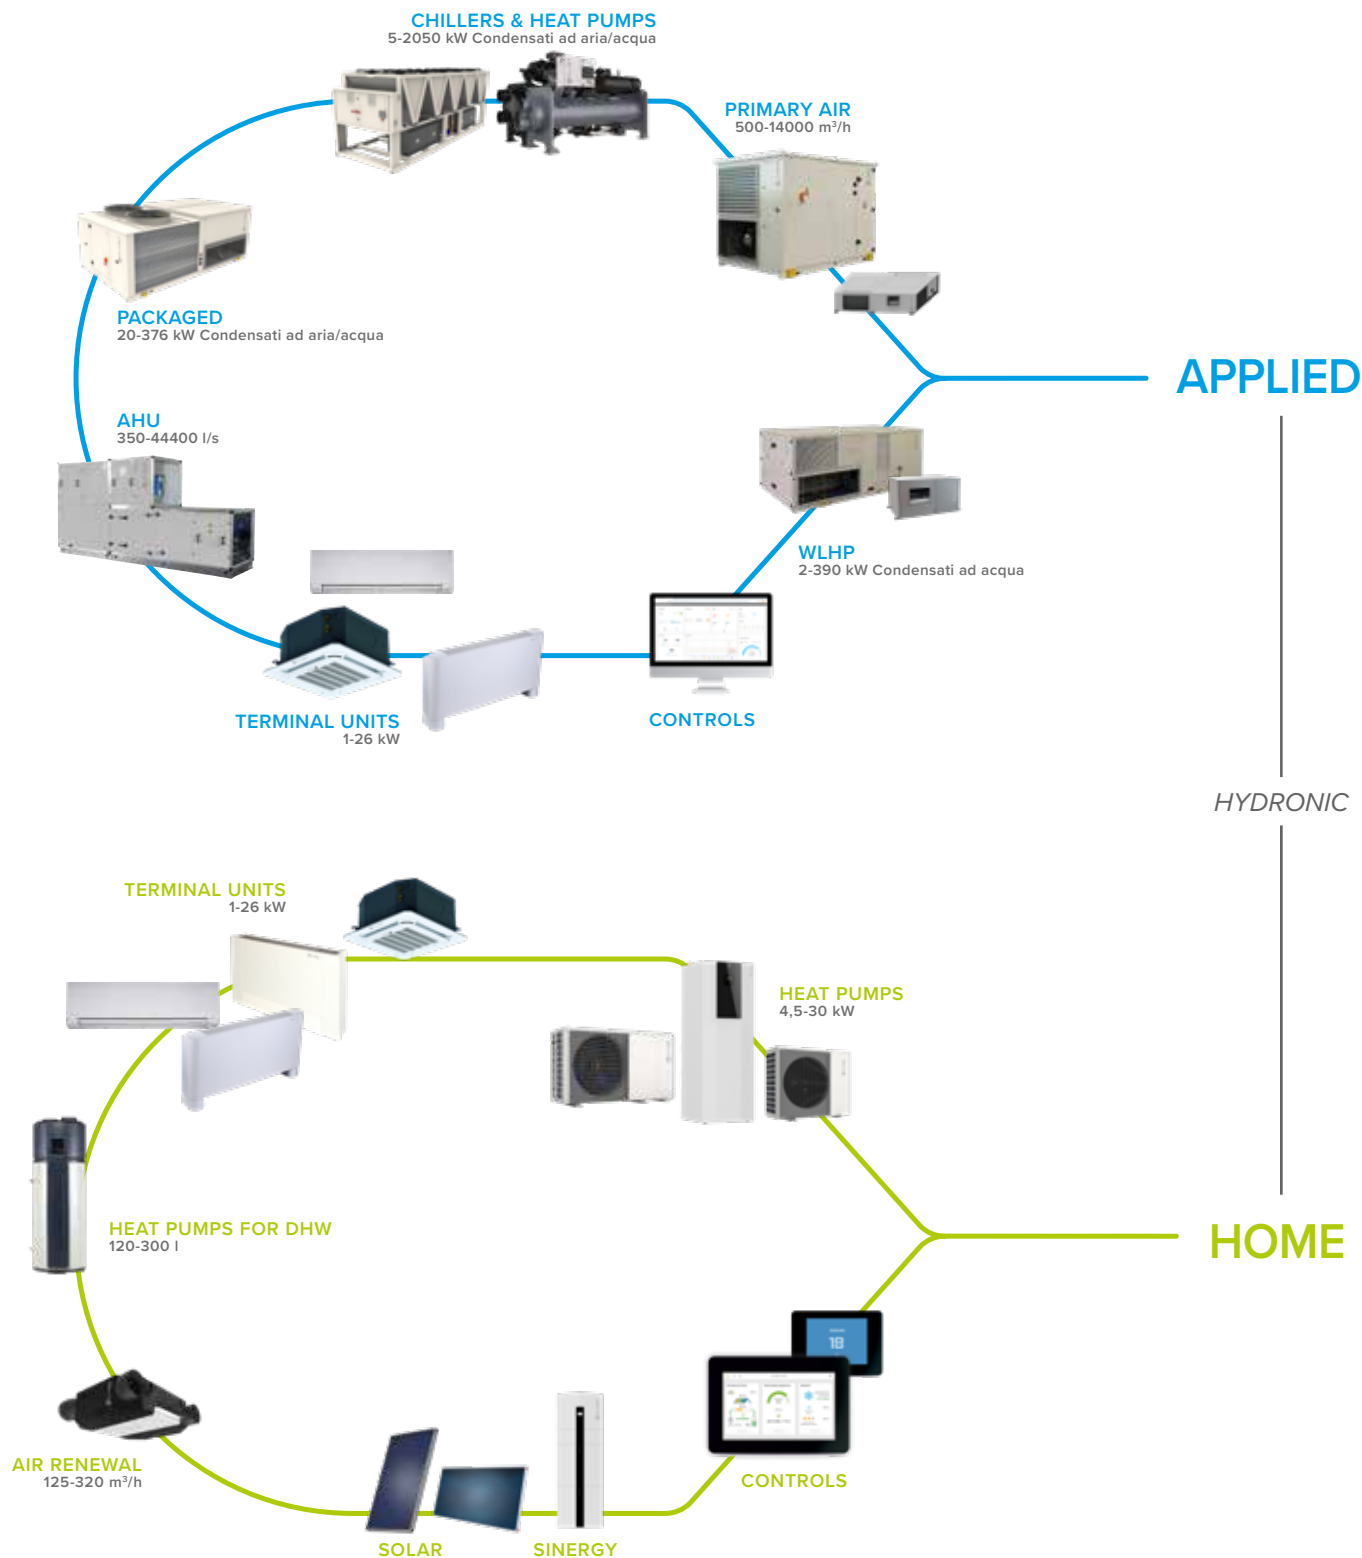 CHILLERS & HEAT PUMPS
5-2050 kW Condensati ad aria/acqua
PRIMARY AIR
500-14000 m³/h
PACKAGED
20-376 kW Condensati ad aria/acqua
APPLIED
AHU
350-44400 l/s
WLHP
2-390 kW Condensati ad acqua
TERMINAL UNITS
1-26 kW
CONTROLS
HYDRONIC
TERMINAL UNITS
1-26 kW
HEAT PUMPS
4,5-30 kW
HEAT PUMPS FOR DHW
120-300 l
HOME
18
AIR RENEWAL
125-320 m³/h
CONTROLS
SOLAR
SINERGY